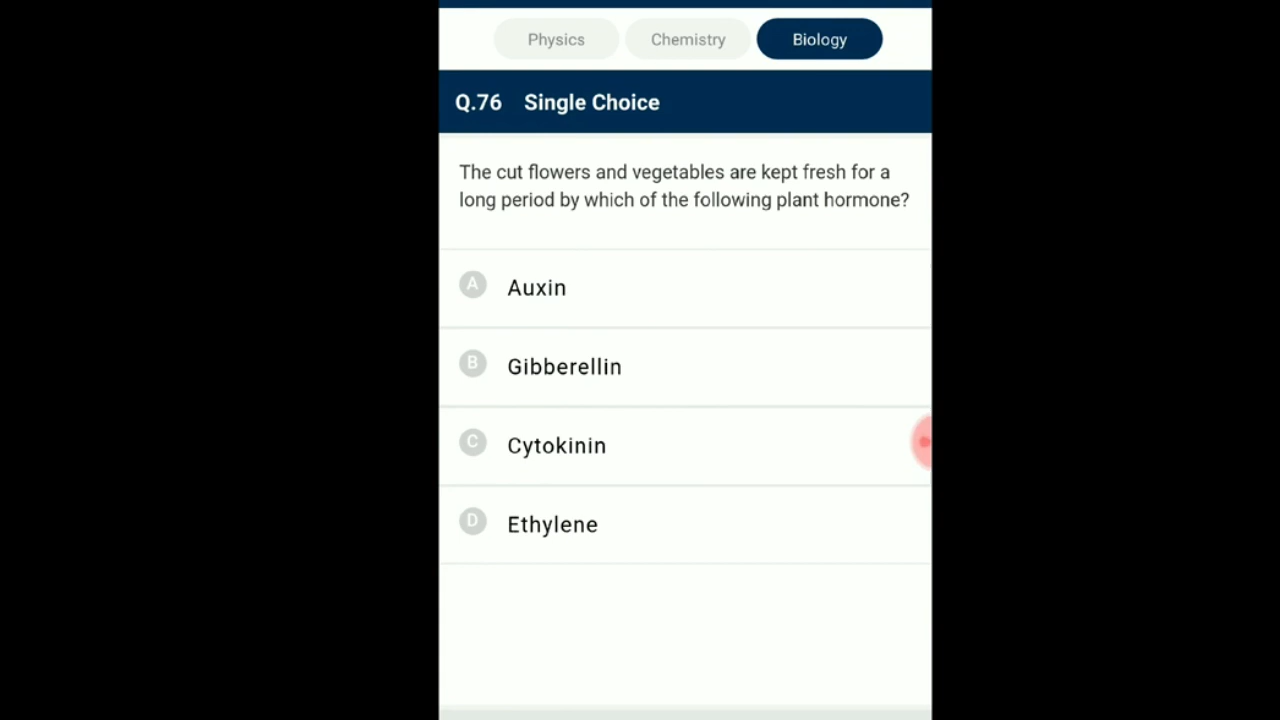 Physics Chemistry Biology
Q.76 Single Choice
The cut flowers and vegetables are kept fresh for a
long period by which of the following plant hormone?
A Auxin
B Gibberellin
C Cytokinin
D Ethylene